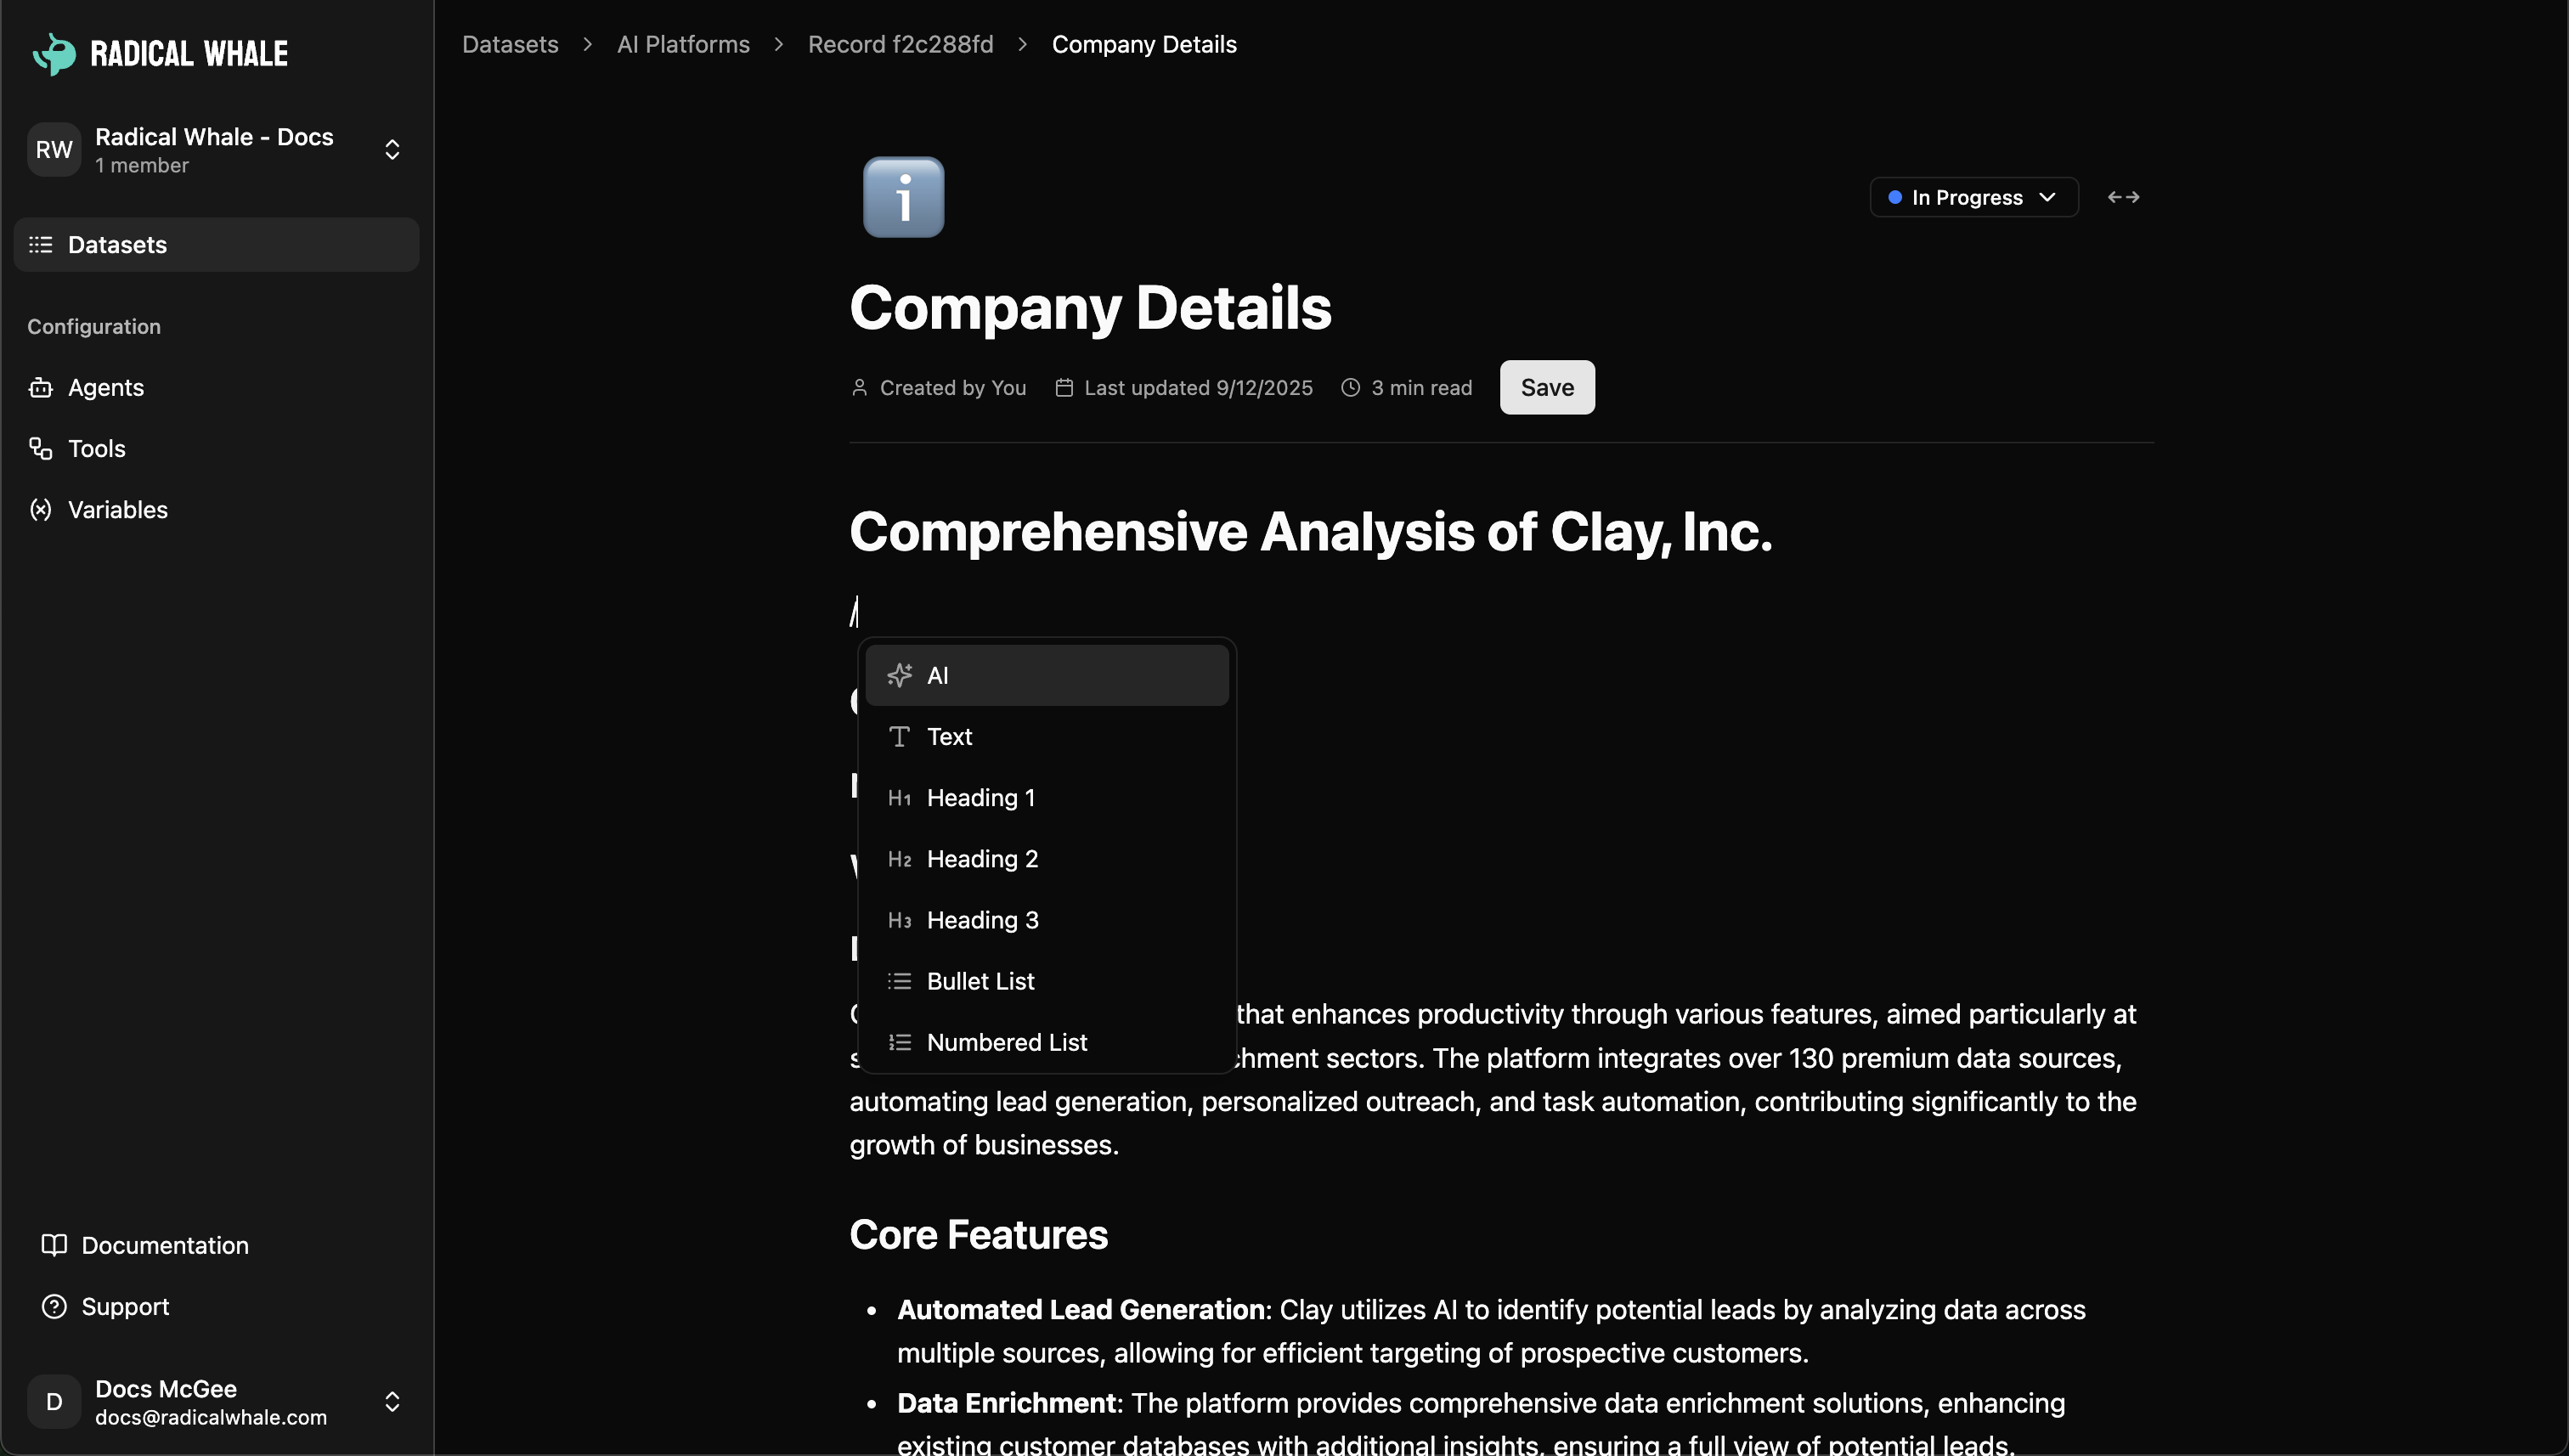 RADICAL WHALE
RW
Radical Whale - Docs
1 member
Datasets
Configuration
Agents
Tools
Variables
Documentation
Support
D
Docs McGee
docs@radicalwhale.com
Datasets > AI Platforms > Record f2c288fd > Company Details
In Progress
Company Details
Created by You
Last updated 9/12/2025
3 min read
Save
Comprehensive Analysis of Clay, Inc.
/
AI
Text
H1 Heading 1
H2 Heading 2
H3 Heading 3
Bullet List
Numbered List
that enhances productivity through various features, aimed particularly at
sectors. The platform integrates over 130 premium data sources,
automating lead generation, personalized outreach, and task automation, contributing significantly to the
growth of businesses.
Core Features
• Automated Lead Generation: Clay utilizes AI to identify potential leads by analyzing data across
multiple sources, allowing for efficient targeting of prospective customers.
• Data Enrichment: The platform provides comprehensive data enrichment solutions, enhancing
existing customer databases with additional insights, ensuring a full view of potential leads.